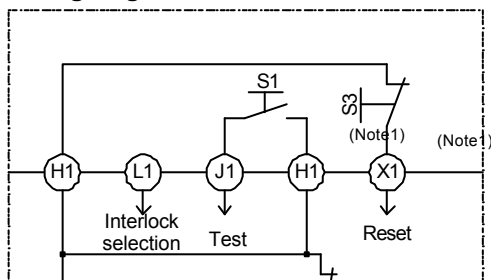 S1
S3
(Note1)
(Note1)
H1
L1
J1
H1
X1
Interlock
selection
Test
Reset